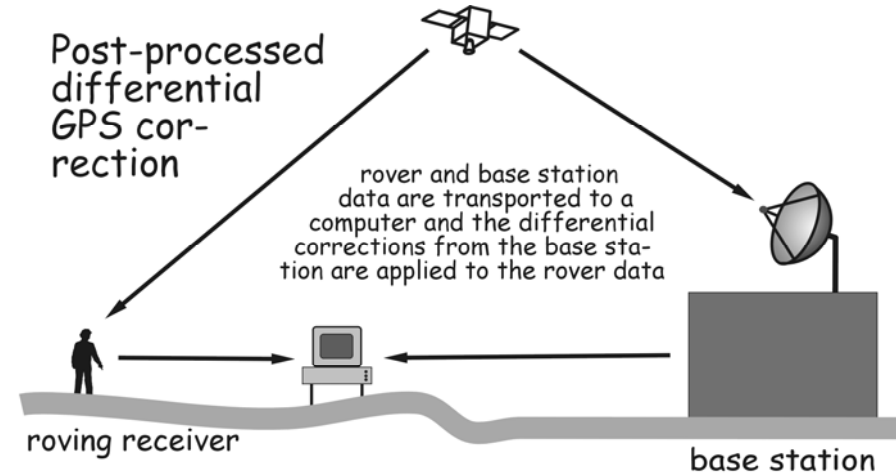 Post-processed
differential
GPS cor-
rection
rover and base station
data are transported to a
computer and the differential
corrections from the base sta-
tion are applied to the rover data
roving receiver
base station